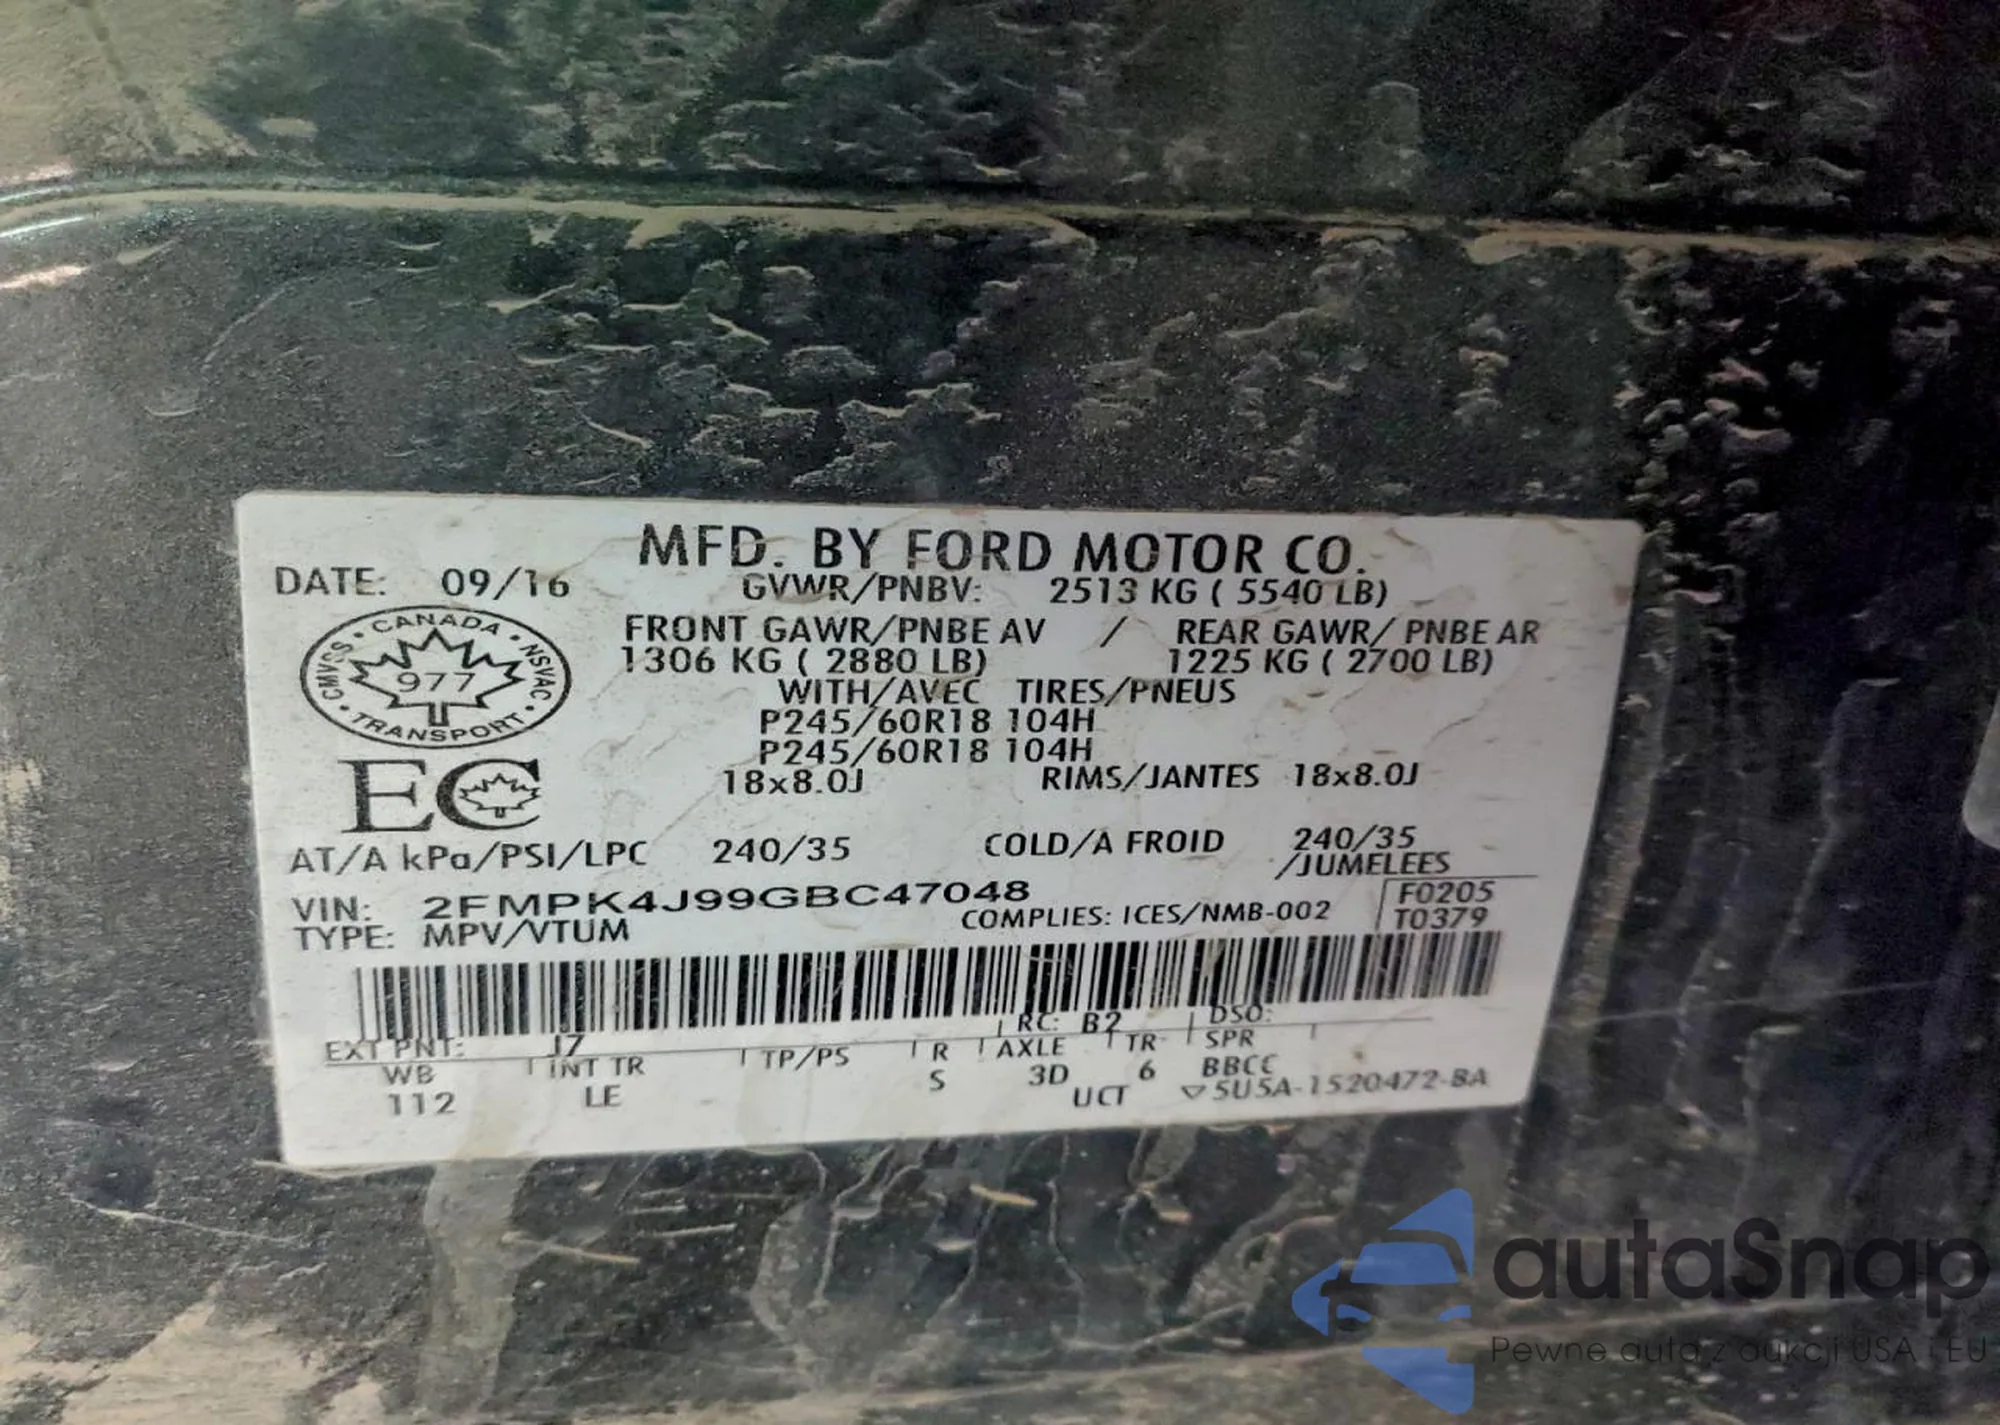 MFD. BY FORD MOTOR CO.
DATE: 09/16 GVWR/PNBV: 2513 KG ( 5540 LB)
FRONT GAWR/PNBE AV / REAR GAWR/ PNBE AR
1306 KG ( 2880 LB) 1225 KG ( 2700 LB)
WITH/AVEC TIRES/PNEUS
P245/60R18 104H
P245/60R18 104H
18x8.0J RIMS/JANTES 18x8.0J
CANADA
CMVSS NSVAC
977
TRANSPORT
EC
AT/A kPa/PSI/LPC 240/35 COLD/A FROID 240/35
/JUMELEES
VIN: 2FMPK4J99GBC47048
F0205
TYPE: MPV/VTUM COMPLIES: ICES/NMB-002 T0379
EXT PNT: J7 RC: B2 DSO:
WB INT TR TP/PS R AXLE TR SPR
112 LE S 3D 6 BBCC
UCT 5U5A-1520472-BA
autaSnap
Pewne auta z aukcji USA i EU